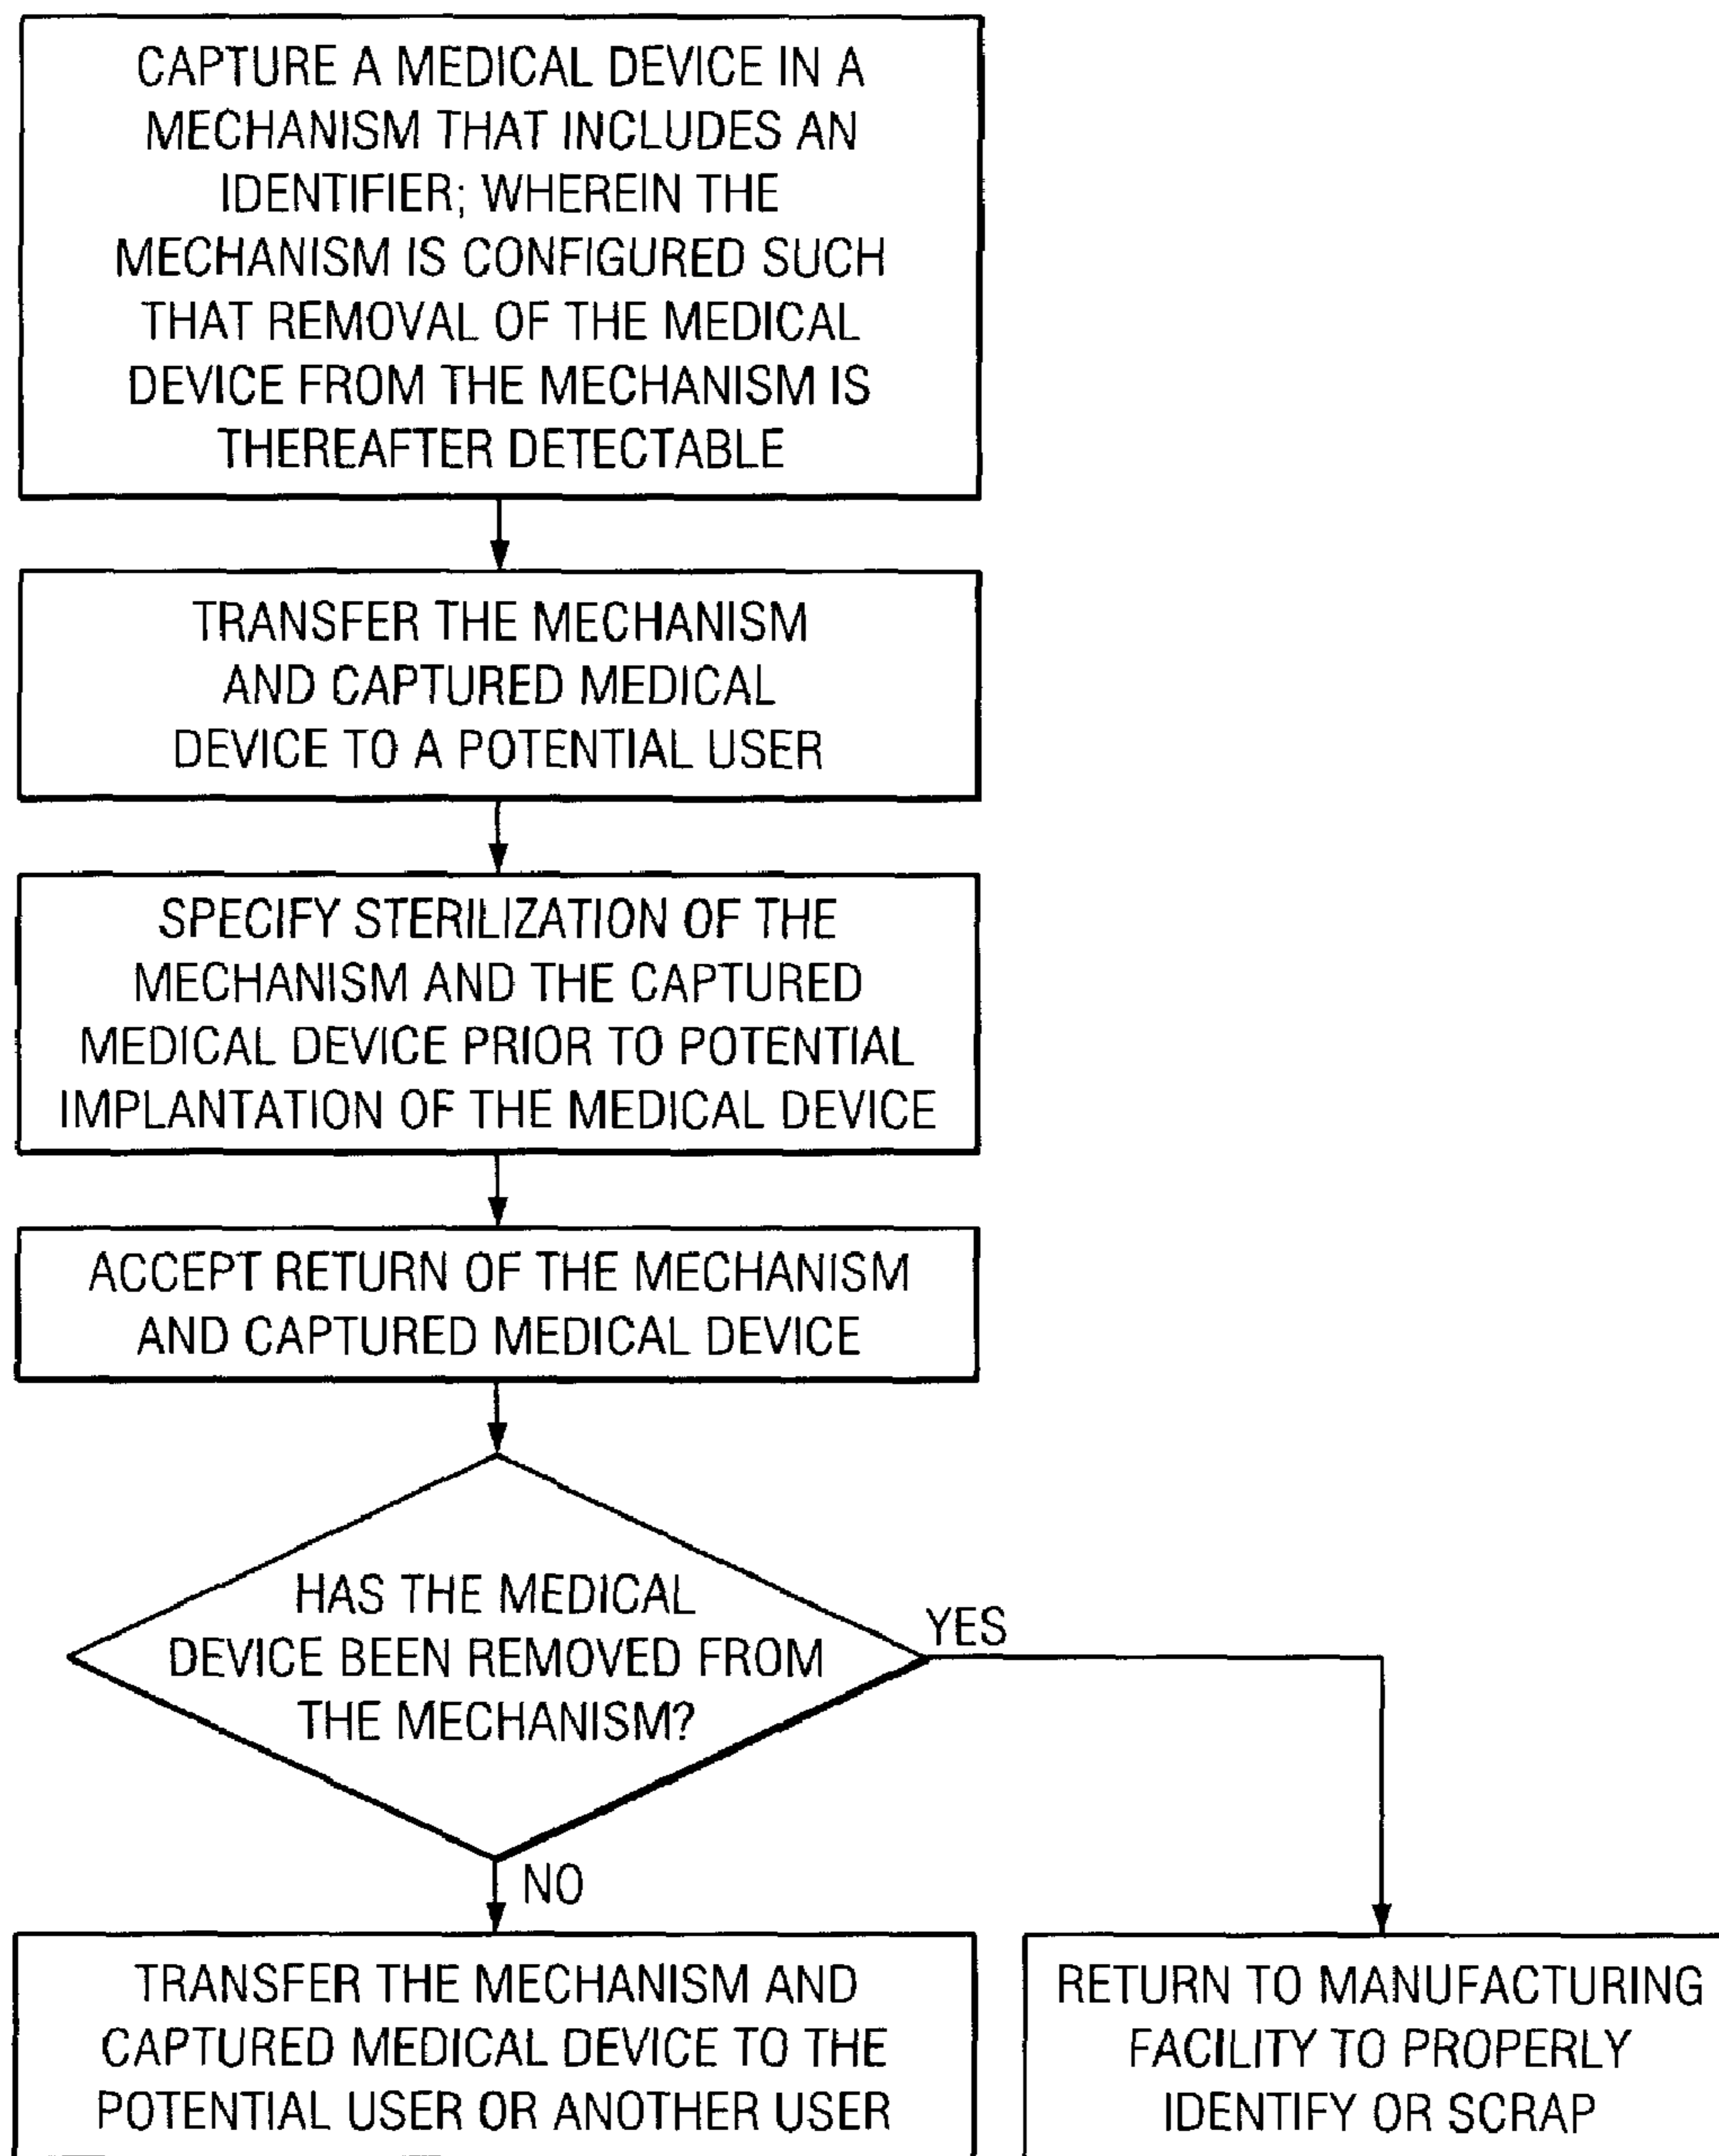 CAPTURE A MEDICAL DEVICE IN A
MECHANISM THAT INCLUDES AN
IDENTIFIER; WHEREIN THE
MECHANISM IS CONFIGURED SUCH
THAT REMOVAL OF THE MEDICAL
DEVICE FROM THE MECHANISM IS
THEREAFTER DETECTABLE
TRANSFER THE MECHANISM
AND CAPTURED MEDICAL
DEVICE TO A POTENTIAL USER
SPECIFY STERILIZATION OF THE
MECHANISM AND THE CAPTURED
MEDICAL DEVICE PRIOR TO POTENTIAL
IMPLANTATION OF THE MEDICAL DEVICE
ACCEPT RETURN OF THE MECHANISM
AND CAPTURED MEDICAL DEVICE
HAS THE MEDICAL
DEVICE BEEN REMOVED FROM
THE MECHANISM?
YES
NO
TRANSFER THE MECHANISM AND
CAPTURED MEDICAL DEVICE TO THE
POTENTIAL USER OR ANOTHER USER
RETURN TO MANUFACTURING
FACILITY TO PROPERLY
IDENTIFY OR SCRAP